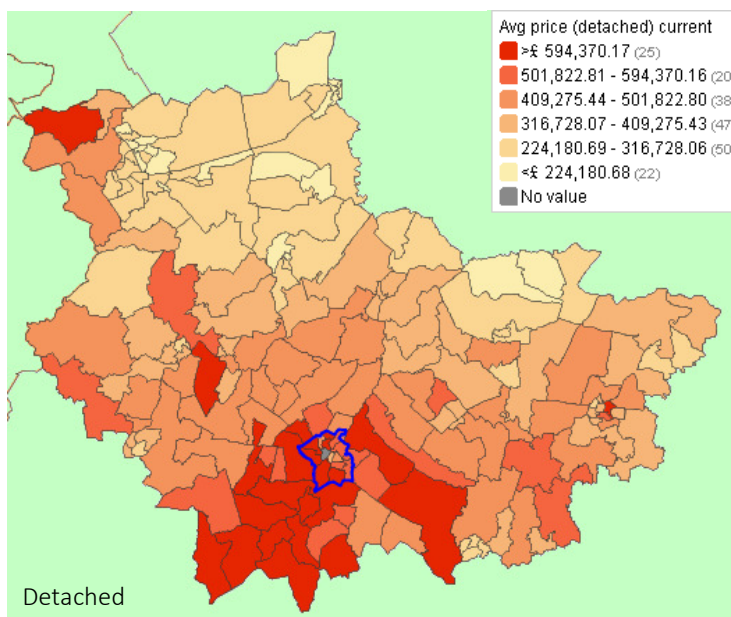 Avg price (detached) current
>£ 594,370.17 (25)
501,822.81 - 594,370.16 (20
409,275.44 - 501,822.80 (38
316,728.07 - 409,275.43 (47
224,180.69 - 316,728.06 (50
<£ 224,180.68 (22)
No value
Detached